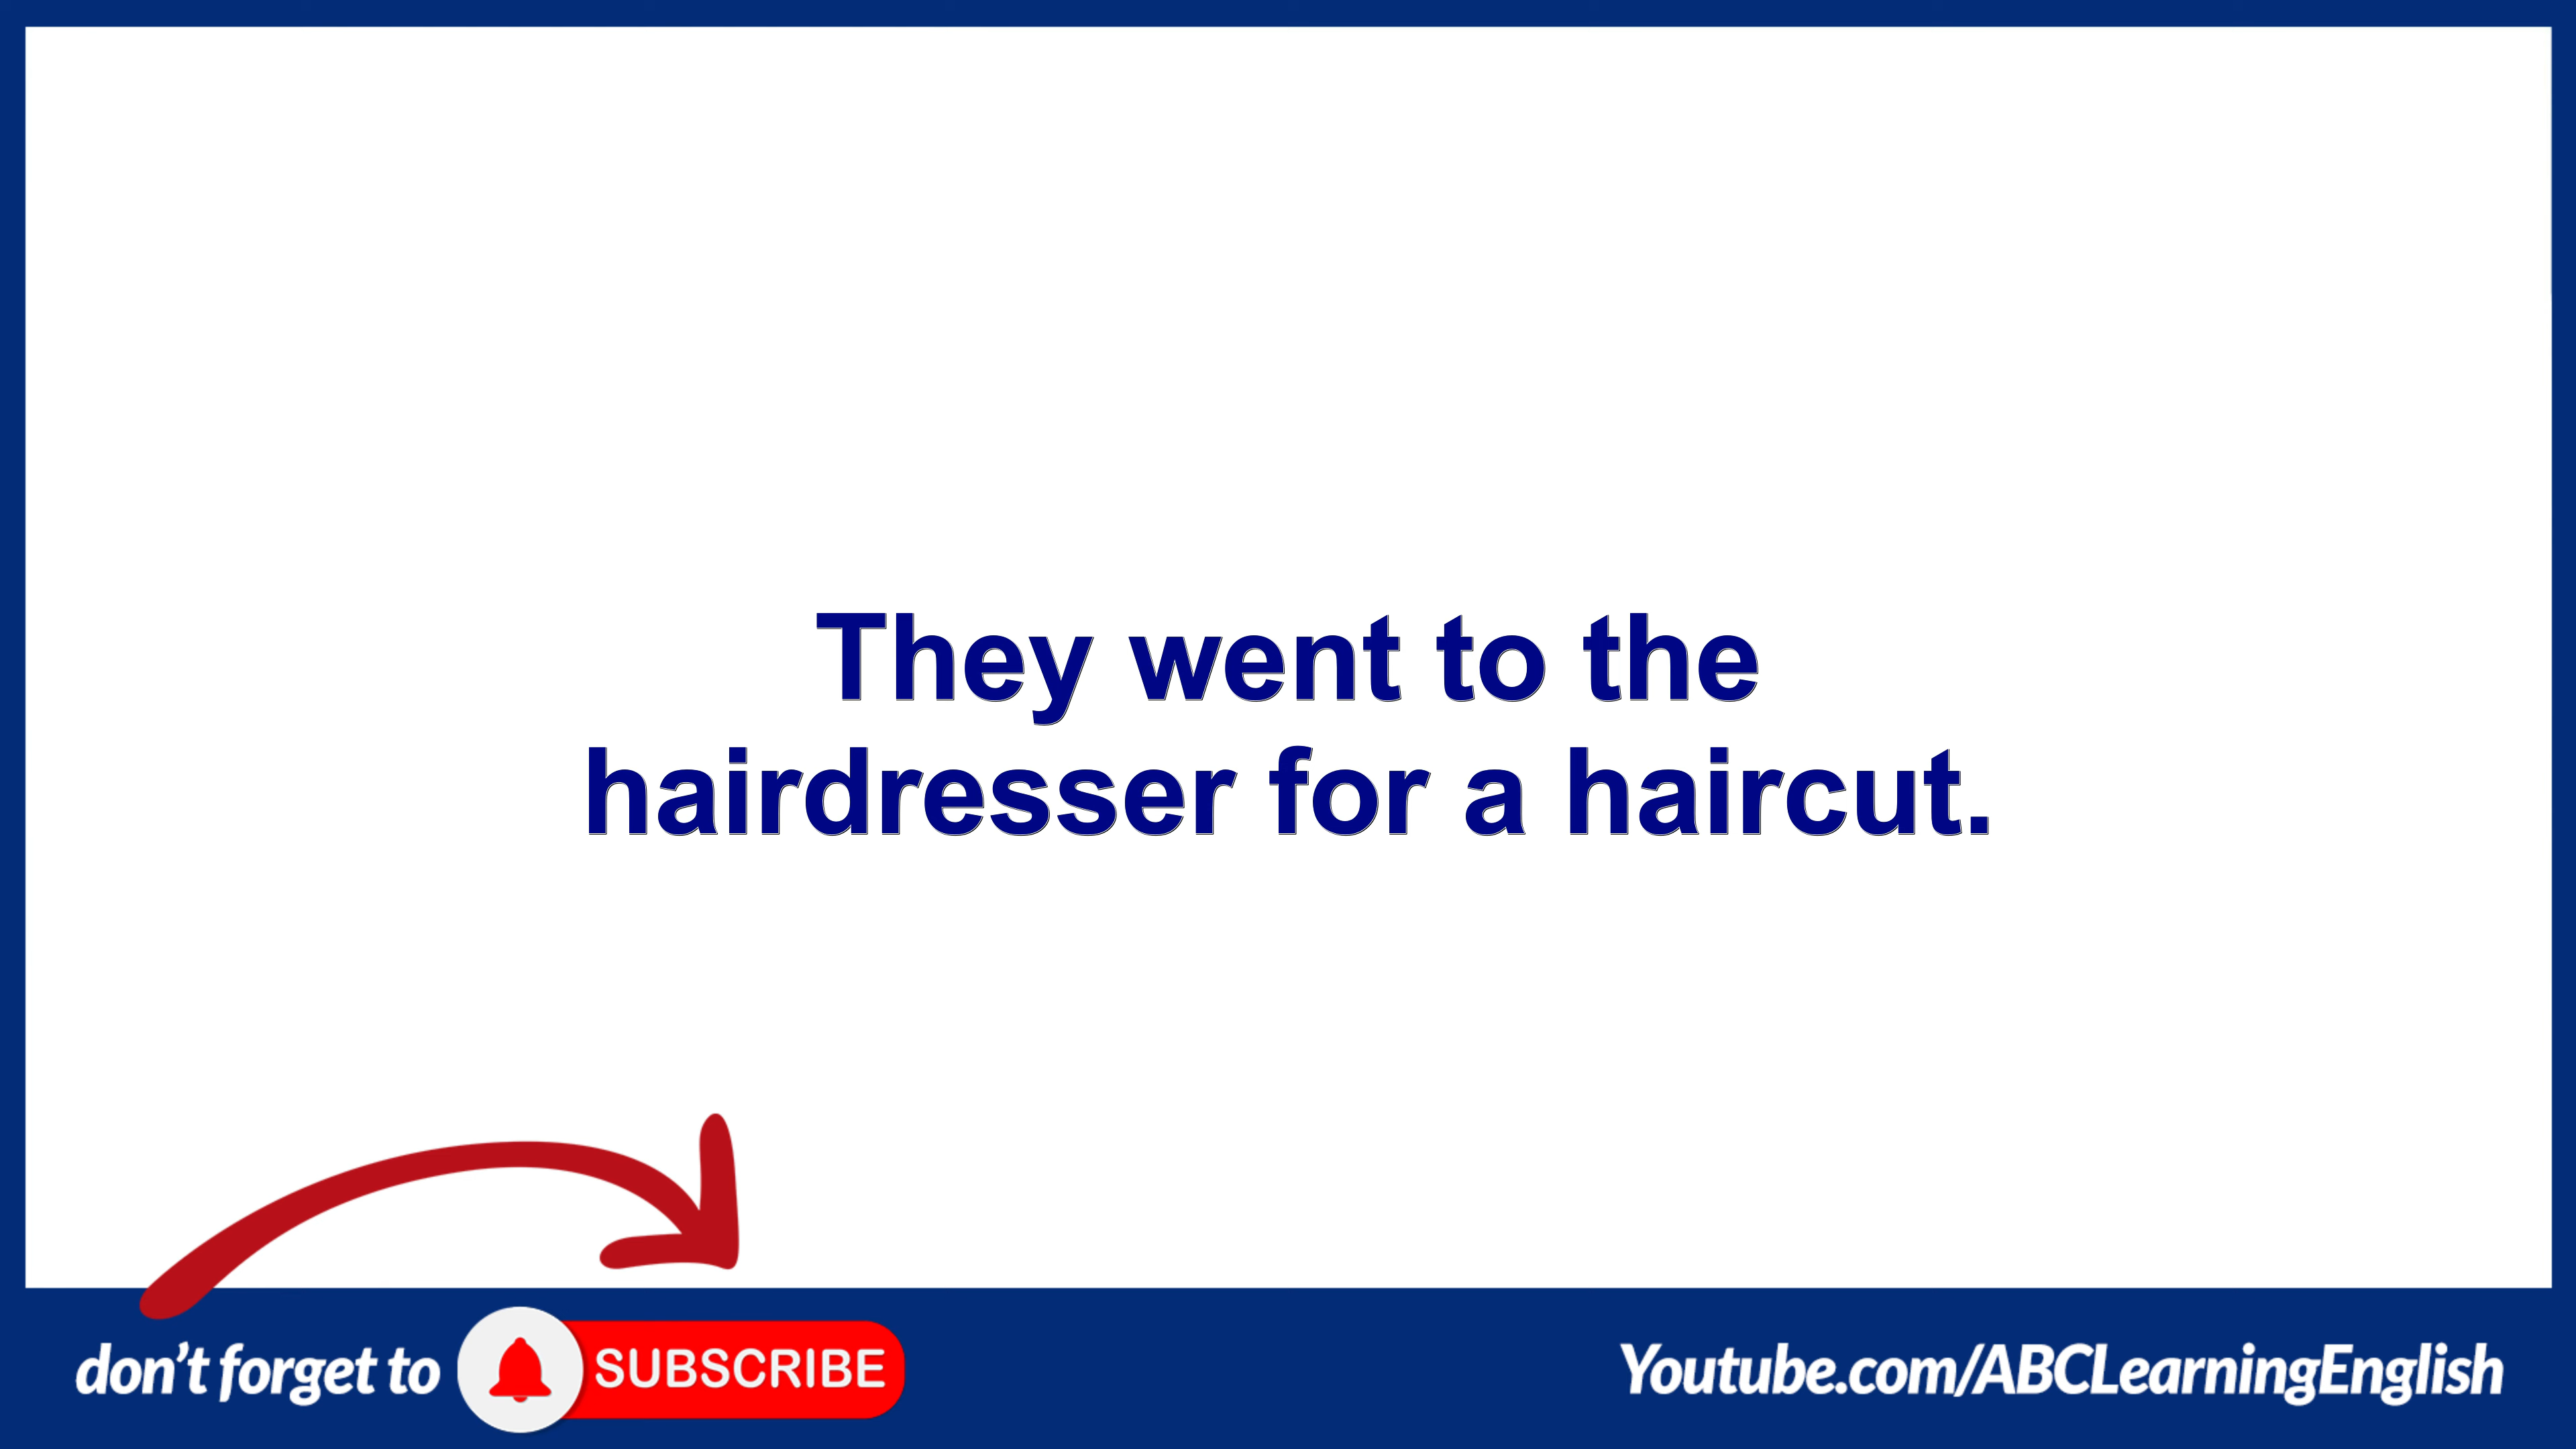 They went to the
hairdresser for a haircut.
don't forget to
SUBSCRIBE
Youtube.com/ABCLearningEnglish